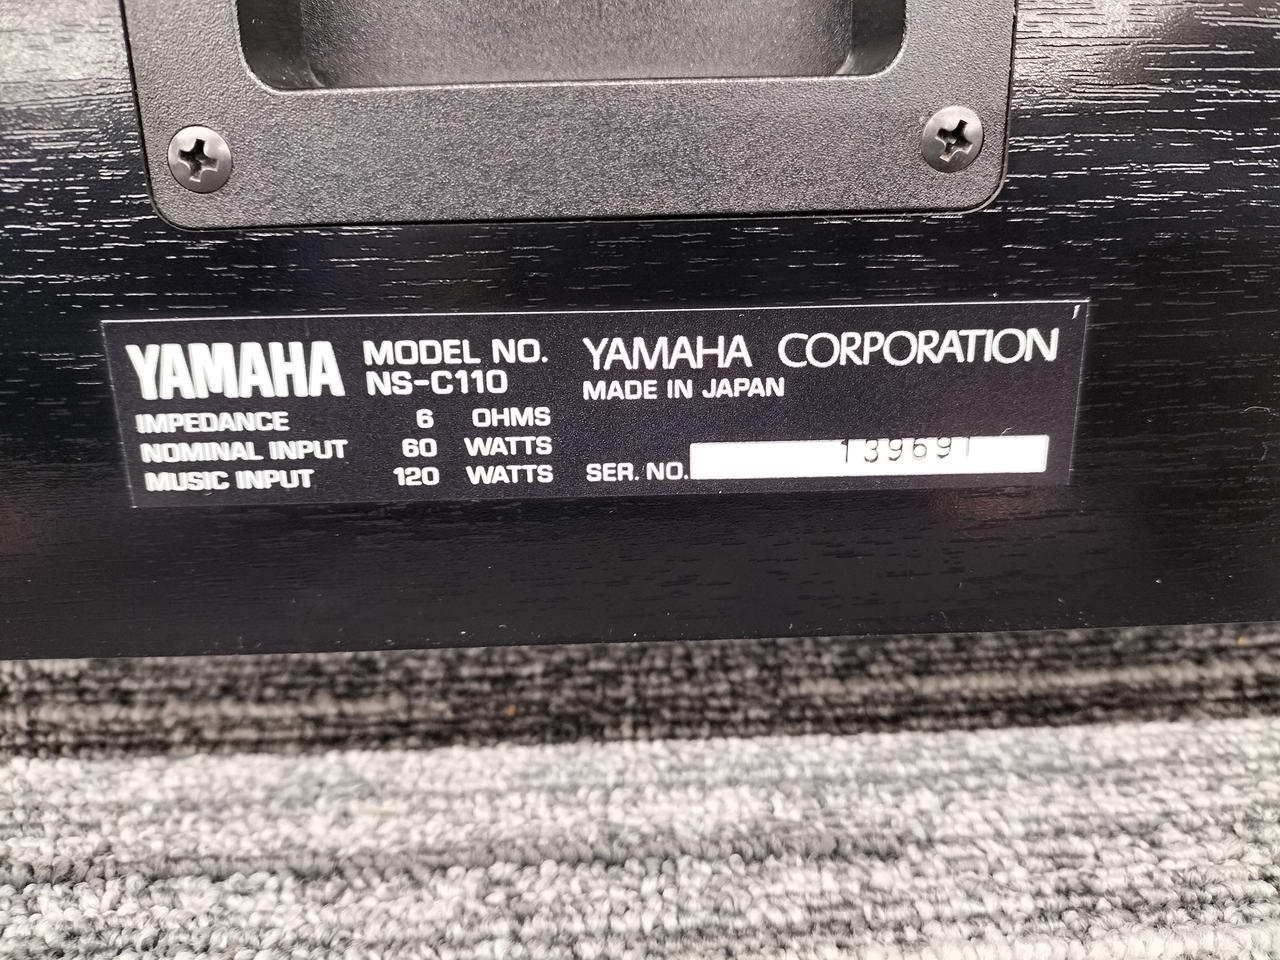 YAMAHA MODEL NO. NS-C110
IMPEDANCE 6 OHMS
NOMINAL INPUT 60 WATTS
MUSIC INPUT 120 WATTS
YAMAHA CORPORATION
MADE IN JAPAN
SER. NO. 139691